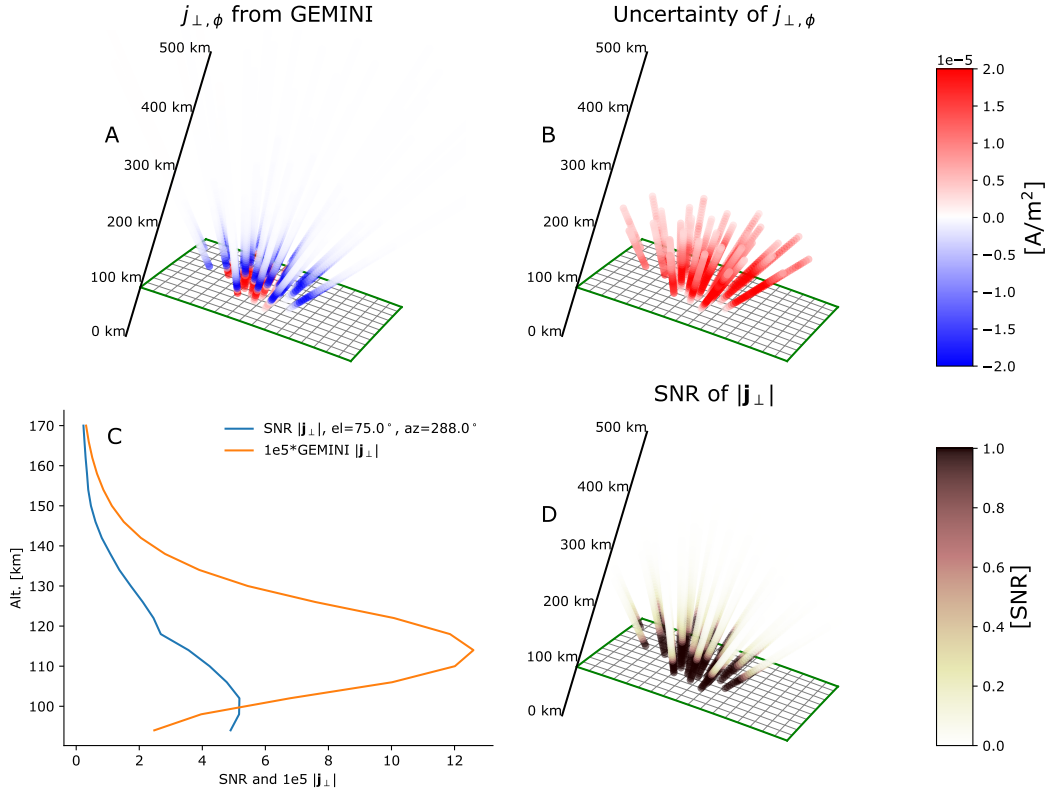 j⊥,ϕ from GEMINI
Uncertainty of j⊥,ϕ
A
500 km
400 km
300 km
200 km
100 km
0 km
B
500 km
400 km
300 km
200 km
100 km
0 km
1e−5
2.0
1.5
1.0
0.5
0.0
−0.5
−1.0
−1.5
−2.0
[A/m²]
C
SNR |j⊥|, el=75.0°, az=288.0°
1e5*GEMINI |j⊥|
170
160
150
140
130
120
110
100
Alt. [km]
0 2 4 6 8 10 12
SNR and 1e5 |j⊥|
SNR of |j⊥|
D
500 km
400 km
300 km
200 km
100 km
0 km
1.0
0.8
0.6
0.4
0.2
0.0
[SNR]